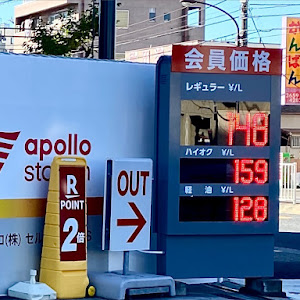 会員価格
レギュラー ¥/L
148
ハイオク ¥/L
159
軽油 ¥/L
128
apollo
station
R
POINT
2倍
OUT